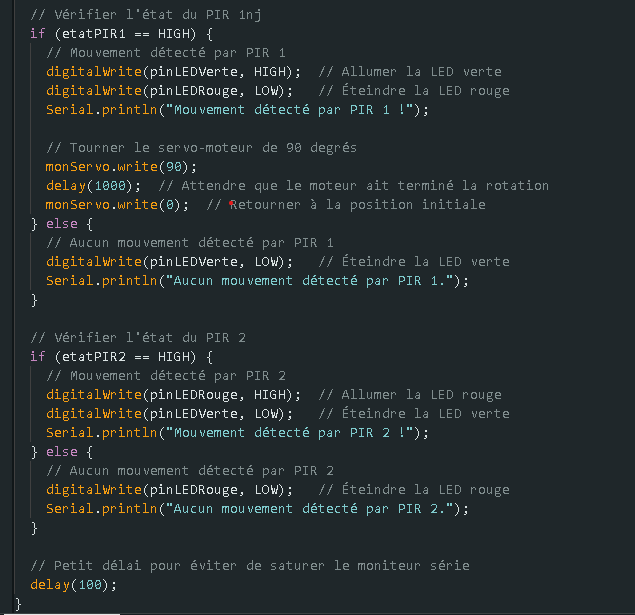 // Vérifier l'état du PIR 1nj
if (etatPIR1 == HIGH) {
// Mouvement détecté par PIR 1
digitalWrite(pinLEDVerte, HIGH);  // Allumer la LED verte
digitalWrite(pinLEDRouge, LOW);   // Éteindre la LED rouge
Serial.println("Mouvement détecté par PIR 1 !");
// Tourner le servo-moteur de 90 degrés
monServo.write(90);
delay(1000);  // Attendre que le moteur ait terminé la rotation
monServo.write(0);  // Retourner à la position initiale
} else {
// Aucun mouvement détecté par PIR 1
digitalWrite(pinLEDVerte, LOW);   // Éteindre la LED verte
Serial.println("Aucun mouvement détecté par PIR 1.");
}
// Vérifier l'état du PIR 2
if (etatPIR2 == HIGH) {
// Mouvement détecté par PIR 2
digitalWrite(pinLEDRouge, HIGH);  // Allumer la LED rouge
digitalWrite(pinLEDVerte, LOW);   // Éteindre la LED verte
Serial.println("Mouvement détecté par PIR 2 !");
} else {
// Aucun mouvement détecté par PIR 2
digitalWrite(pinLEDRouge, LOW);   // Éteindre la LED rouge
Serial.println("Aucun mouvement détecté par PIR 2.");
}
// Petit délai pour éviter de saturer le moniteur série
delay(100);
}